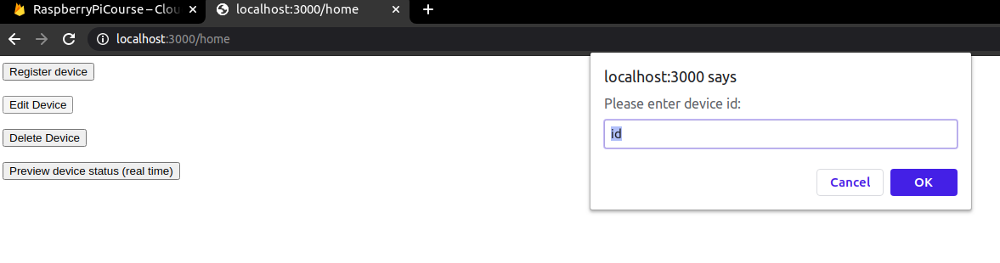 RaspberryPiCourse – Clou
localhost:3000/home
localhost:3000/home
Register device
Edit Device
Delete Device
Preview device status (real time)
localhost:3000 says
Please enter device id:
id
Cancel
OK